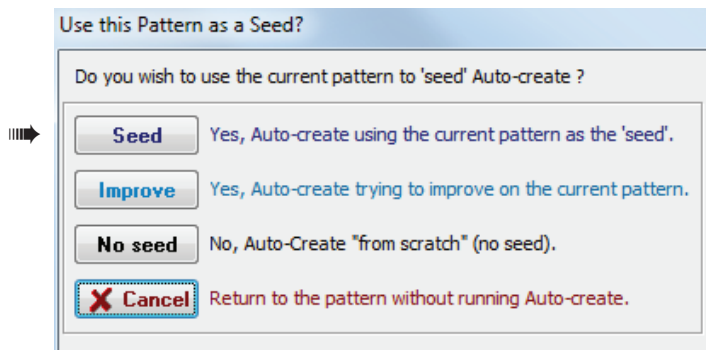 Use this Pattern as a Seed?
Do you wish to use the current pattern to 'seed' Auto-create ?
Seed Yes, Auto-create using the current pattern as the 'seed'.
Improve Yes, Auto-create trying to improve on the current pattern.
No seed No, Auto-Create "from scratch" (no seed).
Cancel Return to the pattern without running Auto-create.